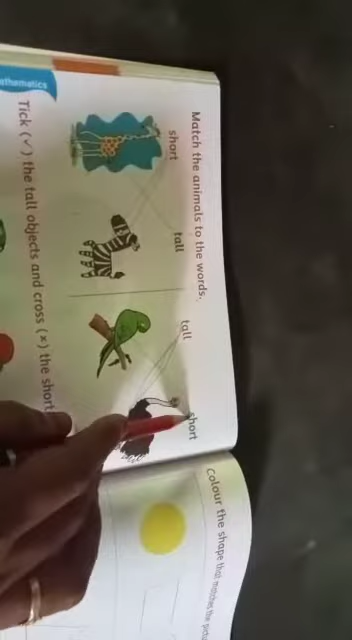 Match the animals to the words.
short
tall
tall
short
Tick (✓) the tall objects and cross (×) the short
Colour the shape that matches the